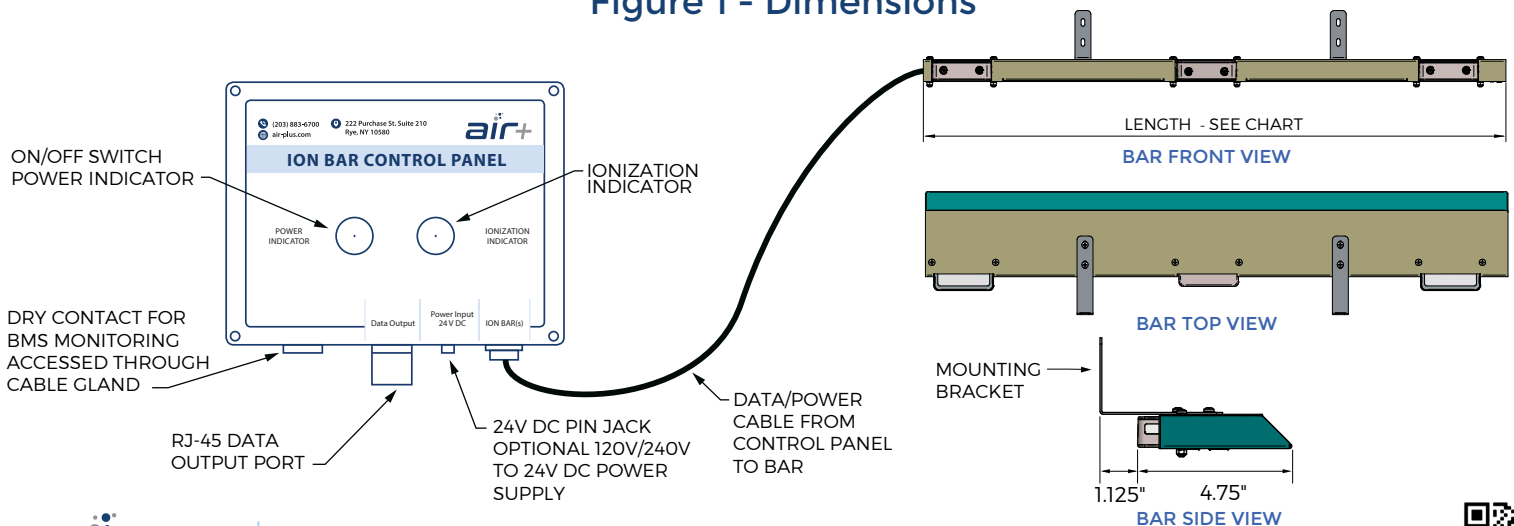 Figure 1 - Dimensions
(203) 883-6700
air-plus.com
222 Purchase St. Suite 210
Rye, NY 10580
air+
ION BAR CONTROL PANEL
ON/OFF SWITCH
POWER INDICATOR
IONIZATION
INDICATOR
POWER
INDICATOR
IONIZATION
INDICATOR
Data Output
Power Input
24 V DC
ION BAR(s)
DRY CONTACT FOR
BMS MONITORING
ACCESSED THROUGH
CABLE GLAND
RJ-45 DATA
OUTPUT PORT
24V DC PIN JACK
OPTIONAL 120V/240V
TO 24V DC POWER
SUPPLY
DATA/POWER
CABLE FROM
CONTROL PANEL
TO BAR
LENGTH - SEE CHART
BAR FRONT VIEW
BAR TOP VIEW
MOUNTING
BRACKET
1.125"
4.75"
BAR SIDE VIEW